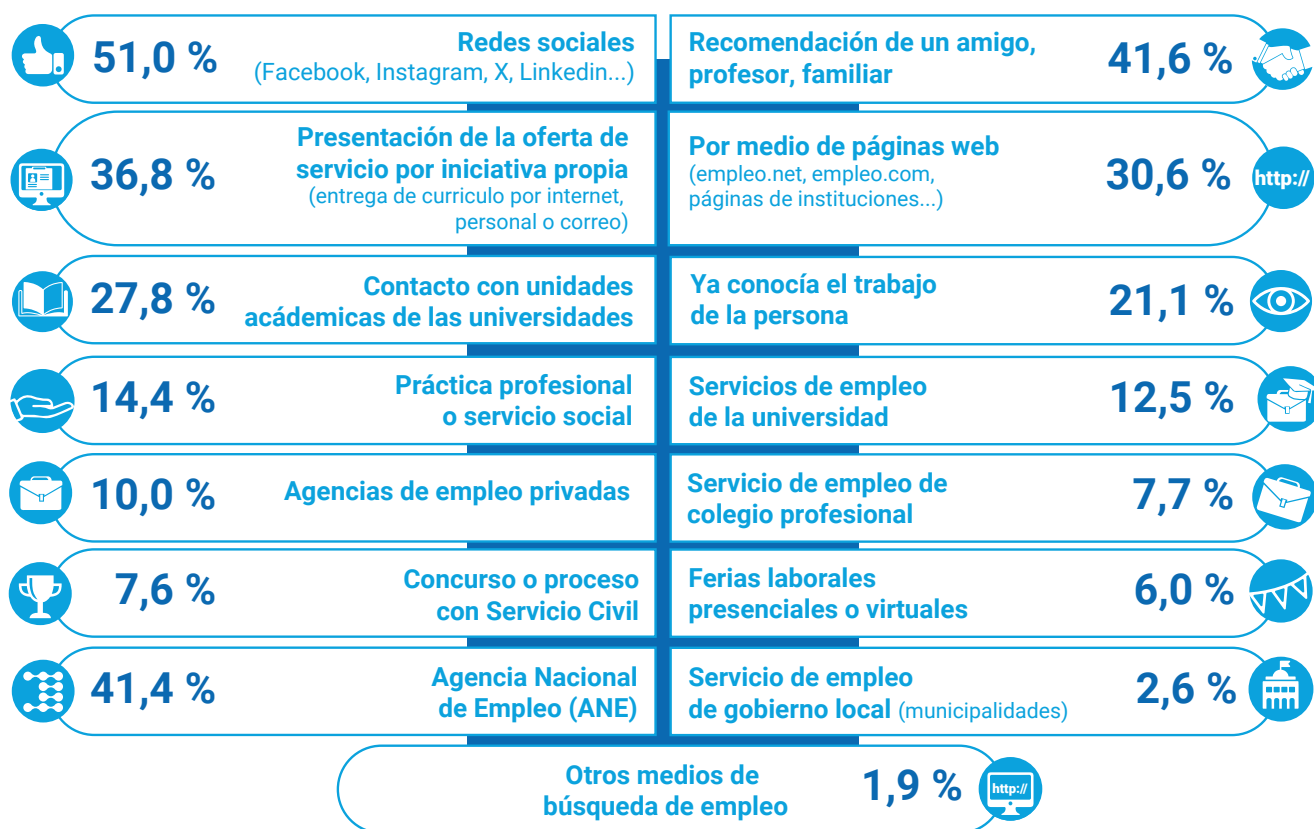 51,0 %
Redes sociales
(Facebook, Instagram, X, Linkedin...)
Recomendación de un amigo,
profesor, familiar
41,6 %
36,8 %
Presentación de la oferta de
servicio por iniciativa propia
(entrega de curriculo por internet,
personal o correo)
Por medio de páginas web
(empleo.net, empleo.com,
páginas de instituciones...)
30,6 %
http://
27,8 %
Contacto con unidades
acádemicas de las universidades
Ya conocía el trabajo
de la persona
21,1 %
14,4 %
Práctica profesional
o servicio social
Servicios de empleo
de la universidad
12,5 %
10,0 %
Agencias de empleo privadas
Servicio de empleo de
colegio profesional
7,7 %
7,6 %
Concurso o proceso
con Servicio Civil
Ferias laborales
presenciales o virtuales
6,0 %
41,4 %
Agencia Nacional
de Empleo (ANE)
Servicio de empleo
de gobierno local (municipalidades)
2,6 %
Otros medios de
búsqueda de empleo
1,9 %
http://